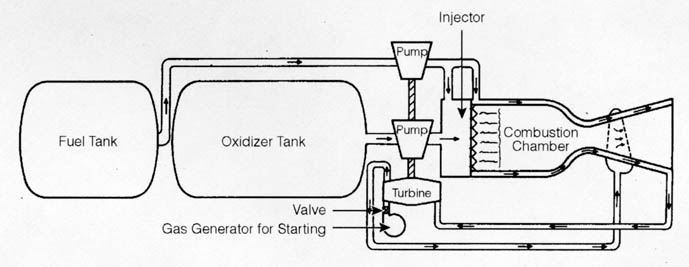 Injector
Pump
Fuel Tank
Oxidizer Tank
Pump
Combustion
Chamber
Turbine
Valve
Gas Generator for Starting